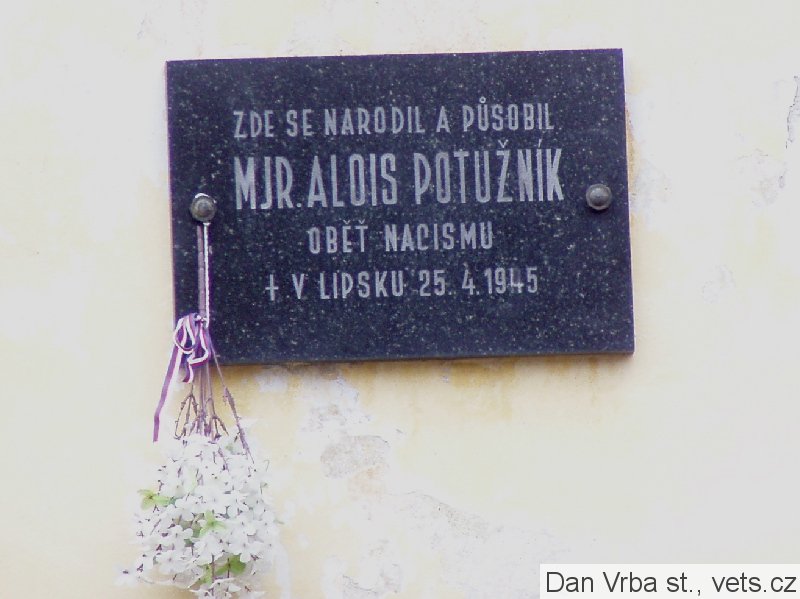 ZDE SE NARODIL A PŮSOBIL
MJR. ALOIS POTUŽNÍK
OBĚŤ NACISMU
† V LIPSKU 25. 4. 1945
Dan Vrba st., vets.cz